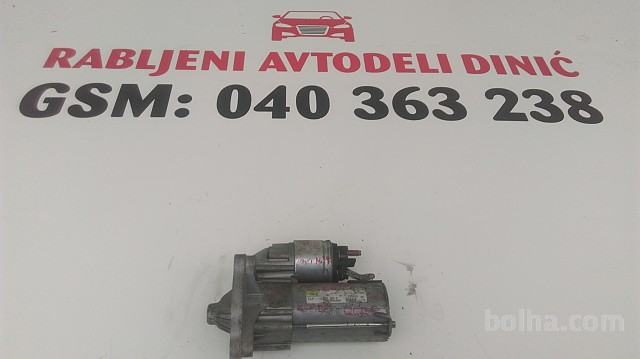 RABLJENI AVTODELI DINIĆ
GSM: 040 363 238
bolha.com